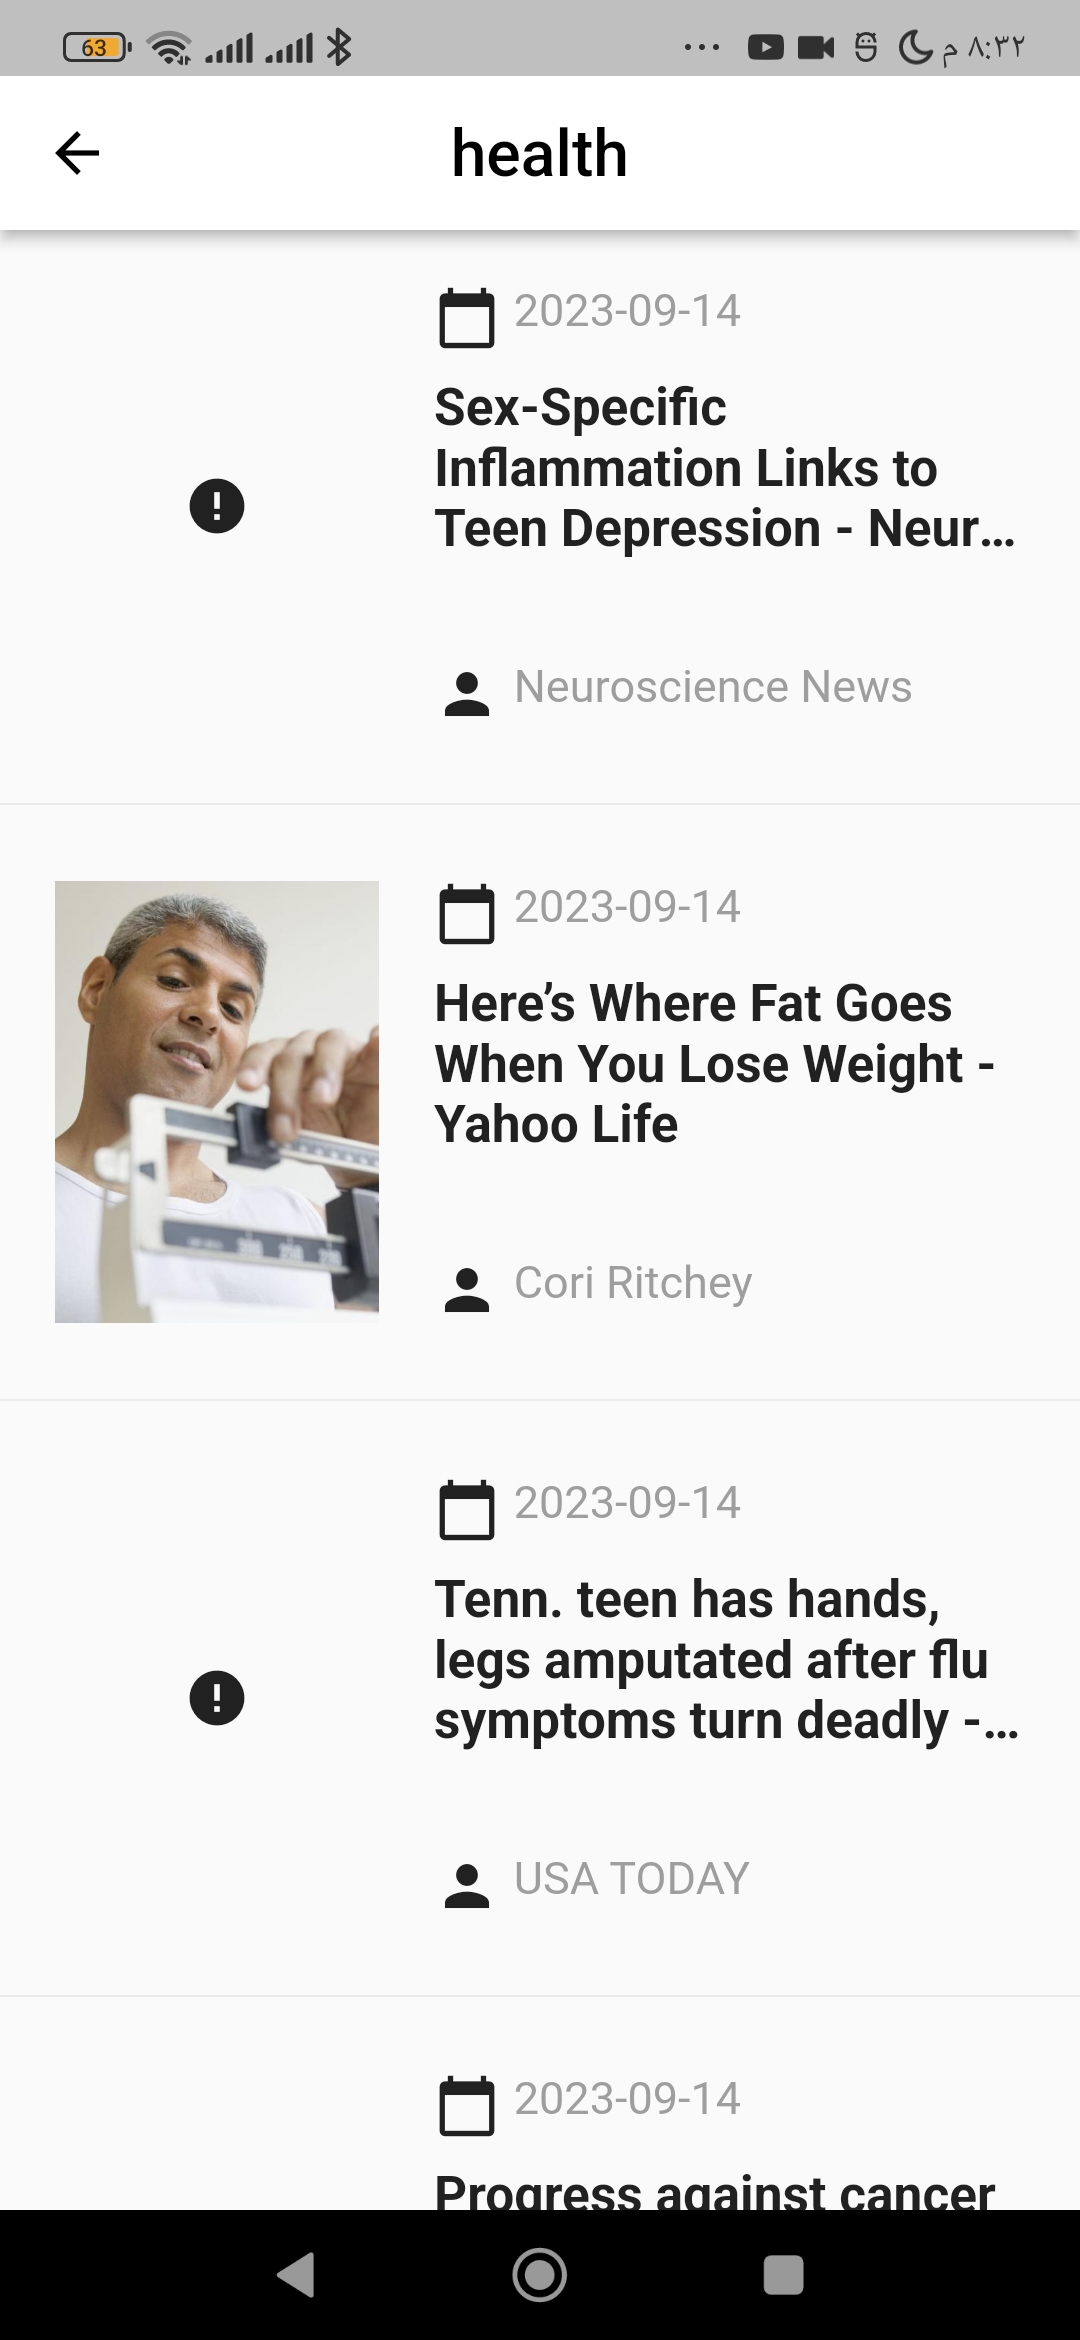 63
٨:٣٢ م
health
2023-09-14
Sex-Specific
Inflammation Links to
Teen Depression - Neur…
Neuroscience News
2023-09-14
Here’s Where Fat Goes
When You Lose Weight -
Yahoo Life
Cori Ritchey
2023-09-14
Tenn. teen has hands,
legs amputated after flu
symptoms turn deadly -…
USA TODAY
2023-09-14
Progress against cancer